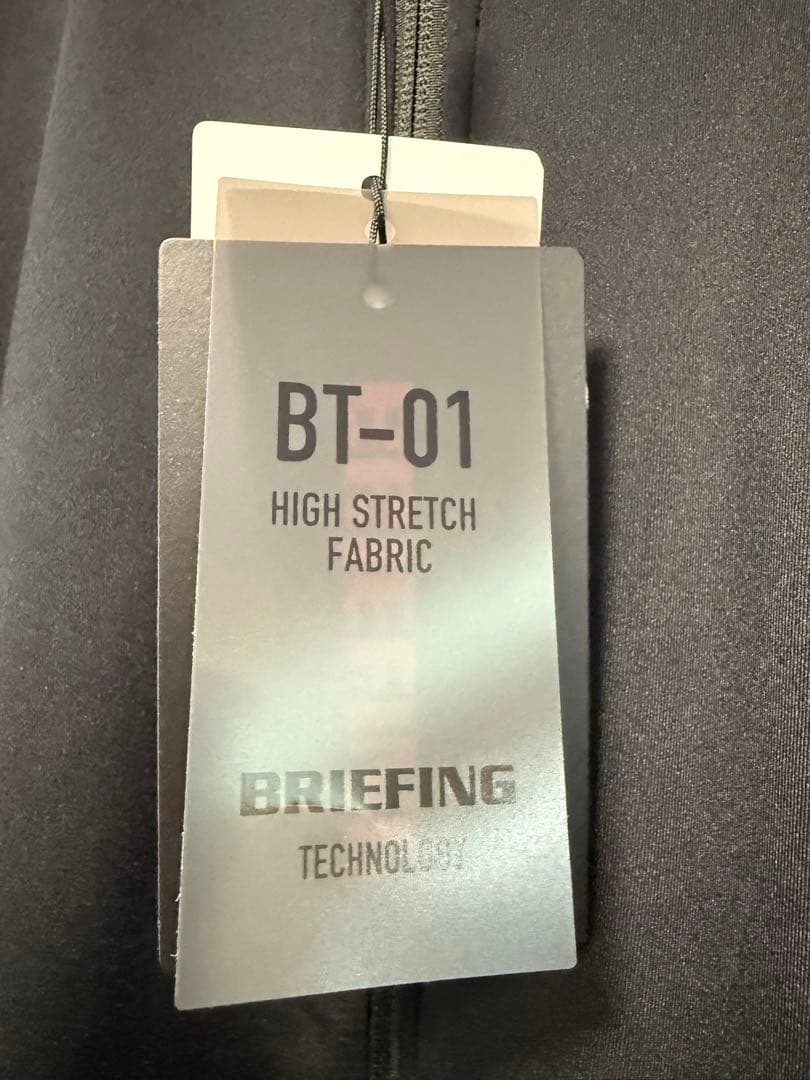 BT-01
HIGH STRETCH
FABRIC
BRIEFING
TECHNOLOGY